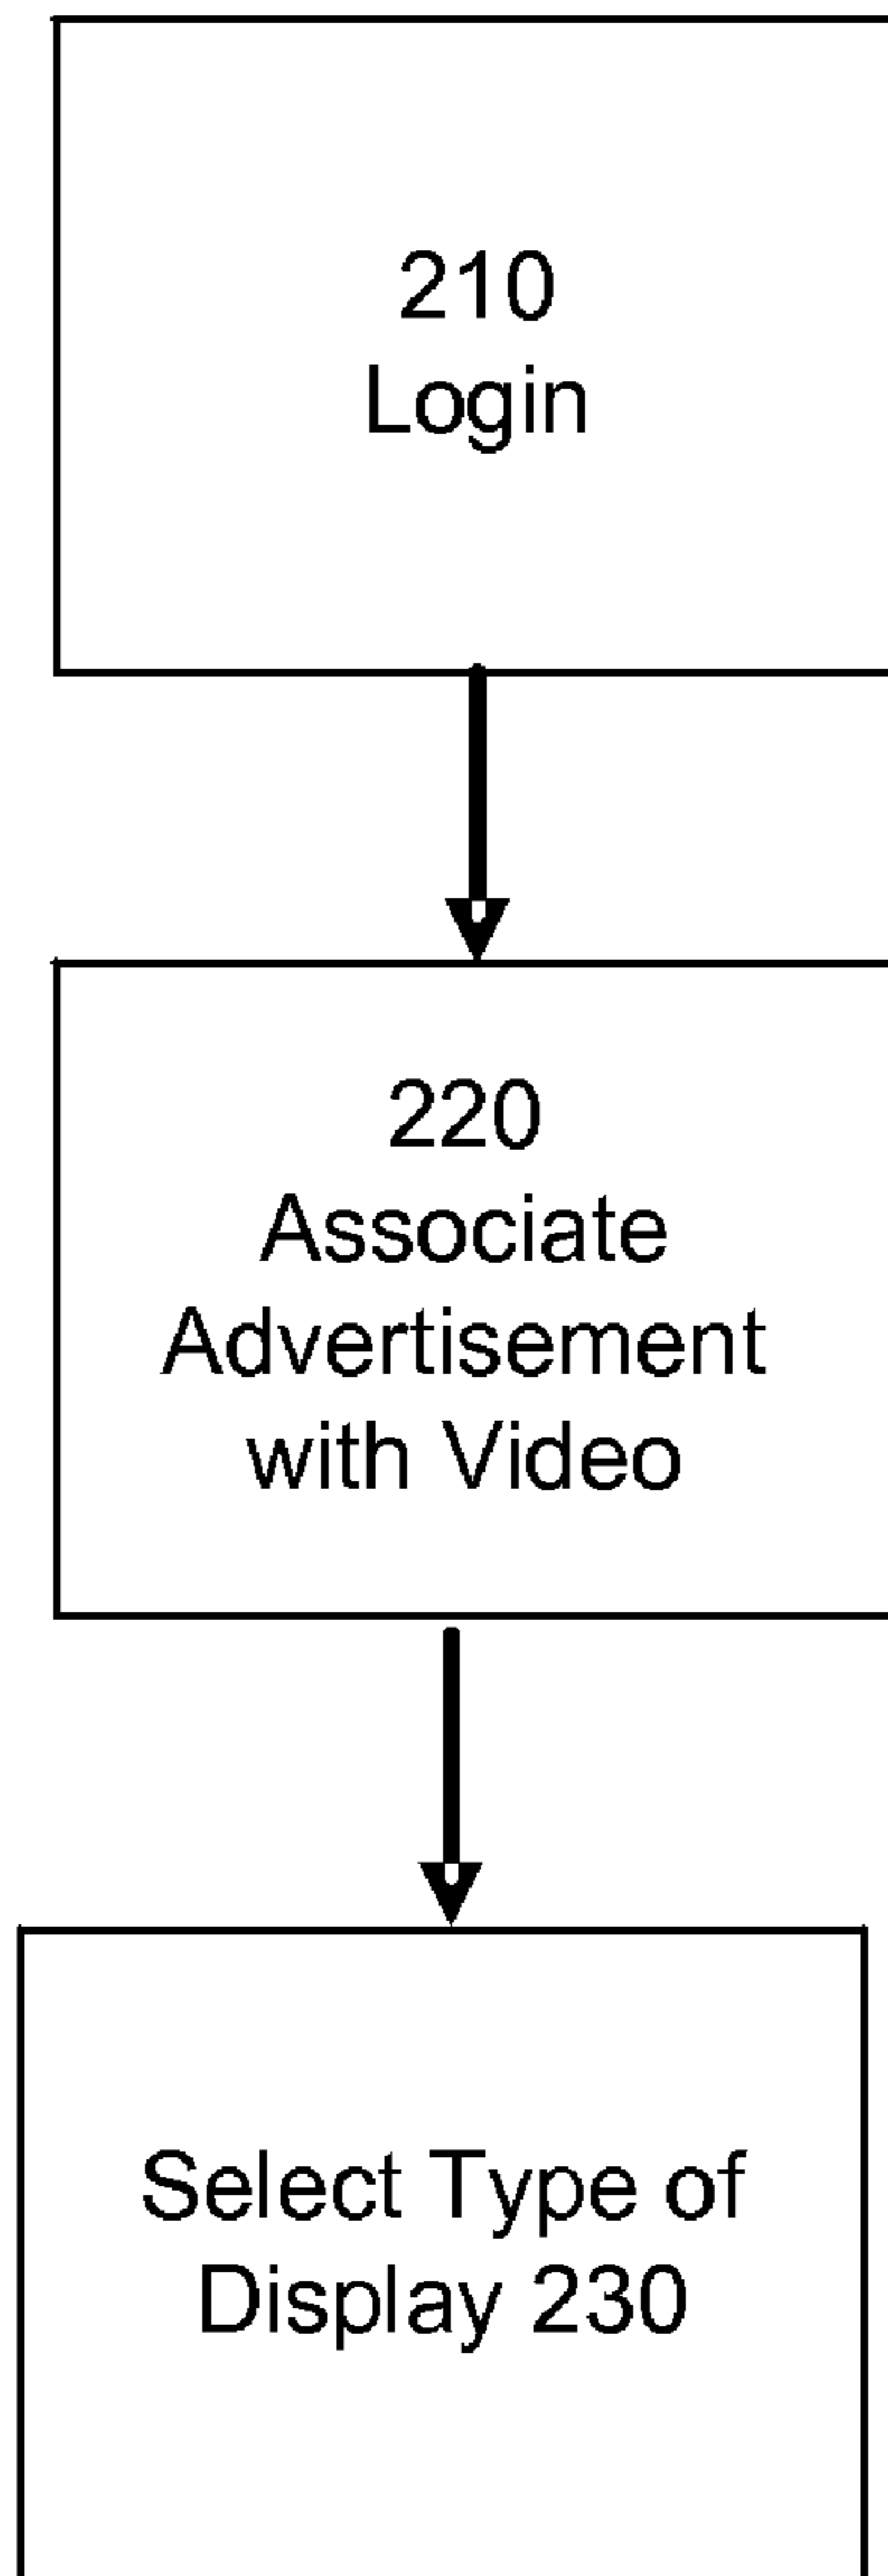 210
Login
220
Associate
Advertisement
with Video
Select Type of
Display 230